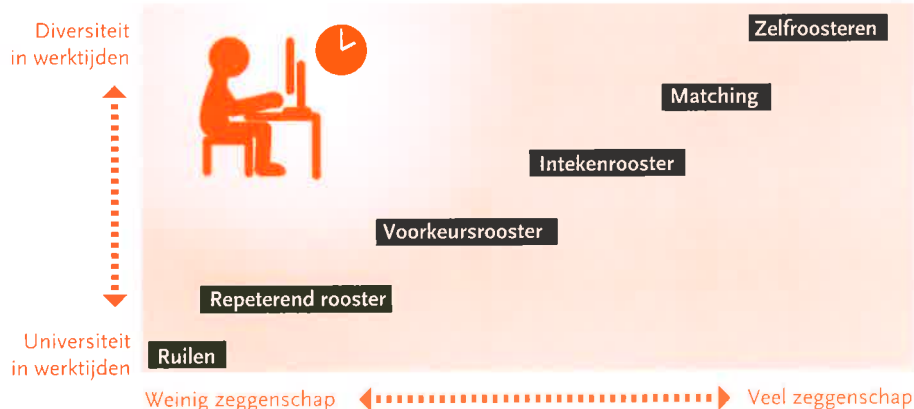 Diversiteit
in werktijden
Zelfroosteren
Matching
Intekenrooster
Voorkeursrooster
Repeterend rooster
Universiteit
in werktijden
Ruilen
Weinig zeggenschap
Veel zeggenschap